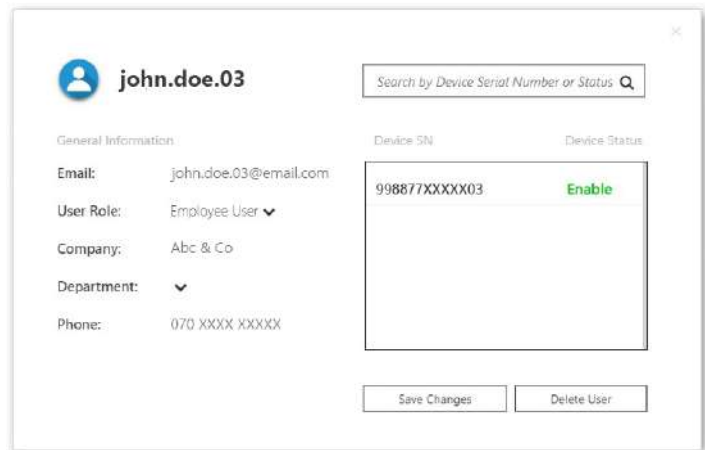 john.doe.03
Search by Device Serial Number or Status
General Information
Email: john.doe.03@email.com
User Role: Employee User
Company: Abc & Co
Department:
Phone: 070 XXXX XXXXX
Device SN Device Status
998877XXXXX03 Enable
Save Changes Delete User